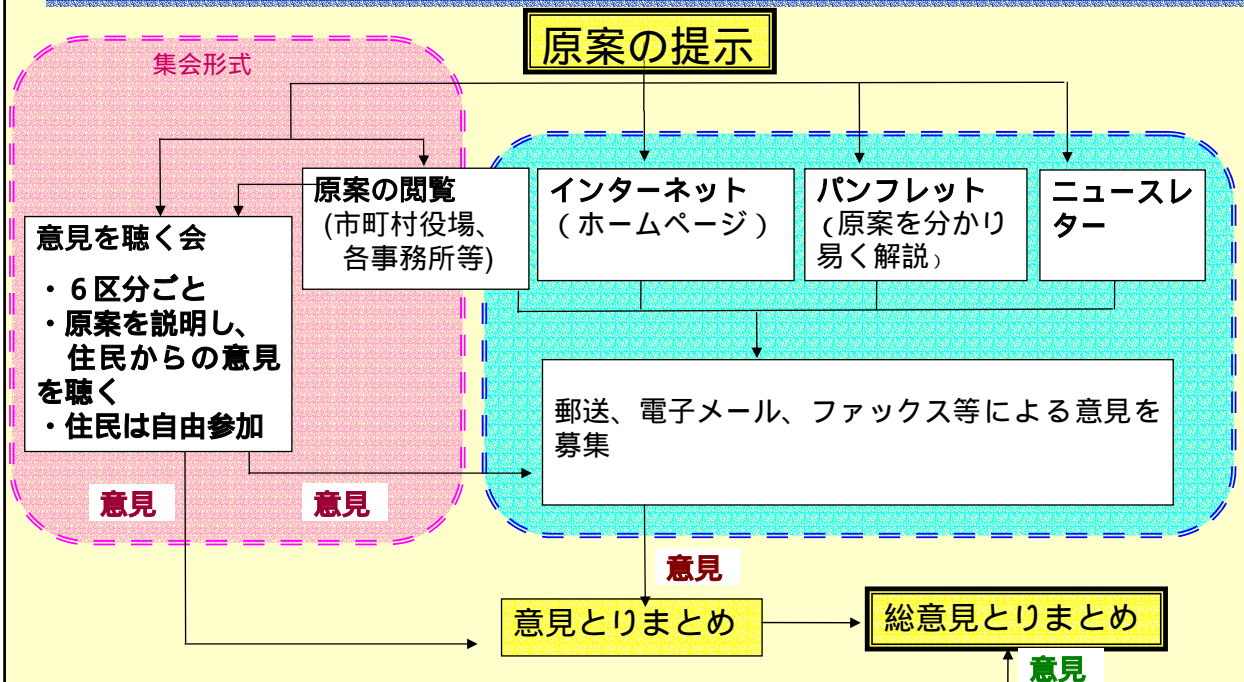 原案の提示
集会形式
原案の閲覧
(市町村役場、
各事務所等)
インターネット
（ホームページ）
パンフレット
（原案を分かり
易く解説）
ニュースレ
ター
意見を聴く会
・６区分ごと
・原案を説明し、
住民からの意見
を聴く
・住民は自由参加
郵送、電子メール、ファックス等による意見を
募集
意見
意見
意見
意見とりまとめ
総意見とりまとめ
意見